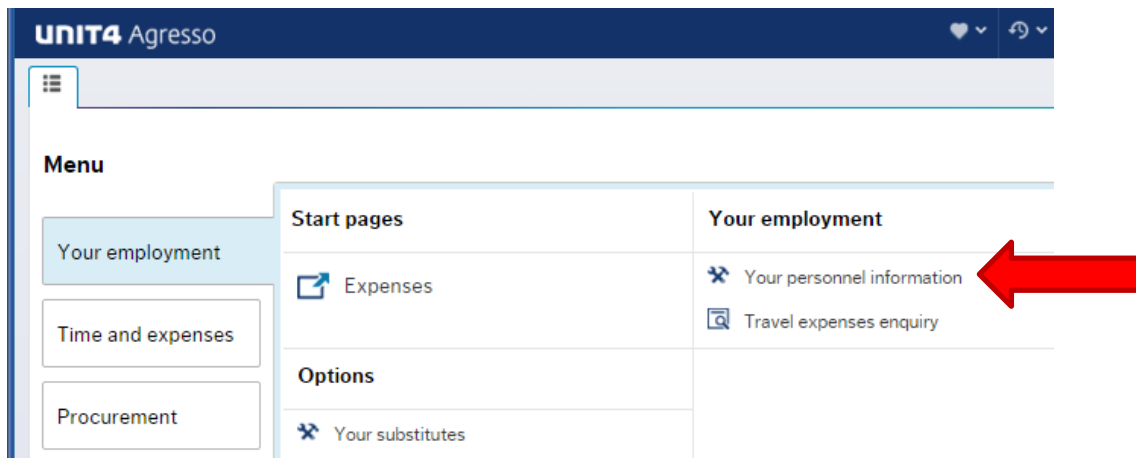 UNIT4 Agresso
Menu
Your employment
Time and expenses
Procurement
Start pages
Expenses
Options
Your substitutes
Your employment
Your personnel information
Travel expenses enquiry